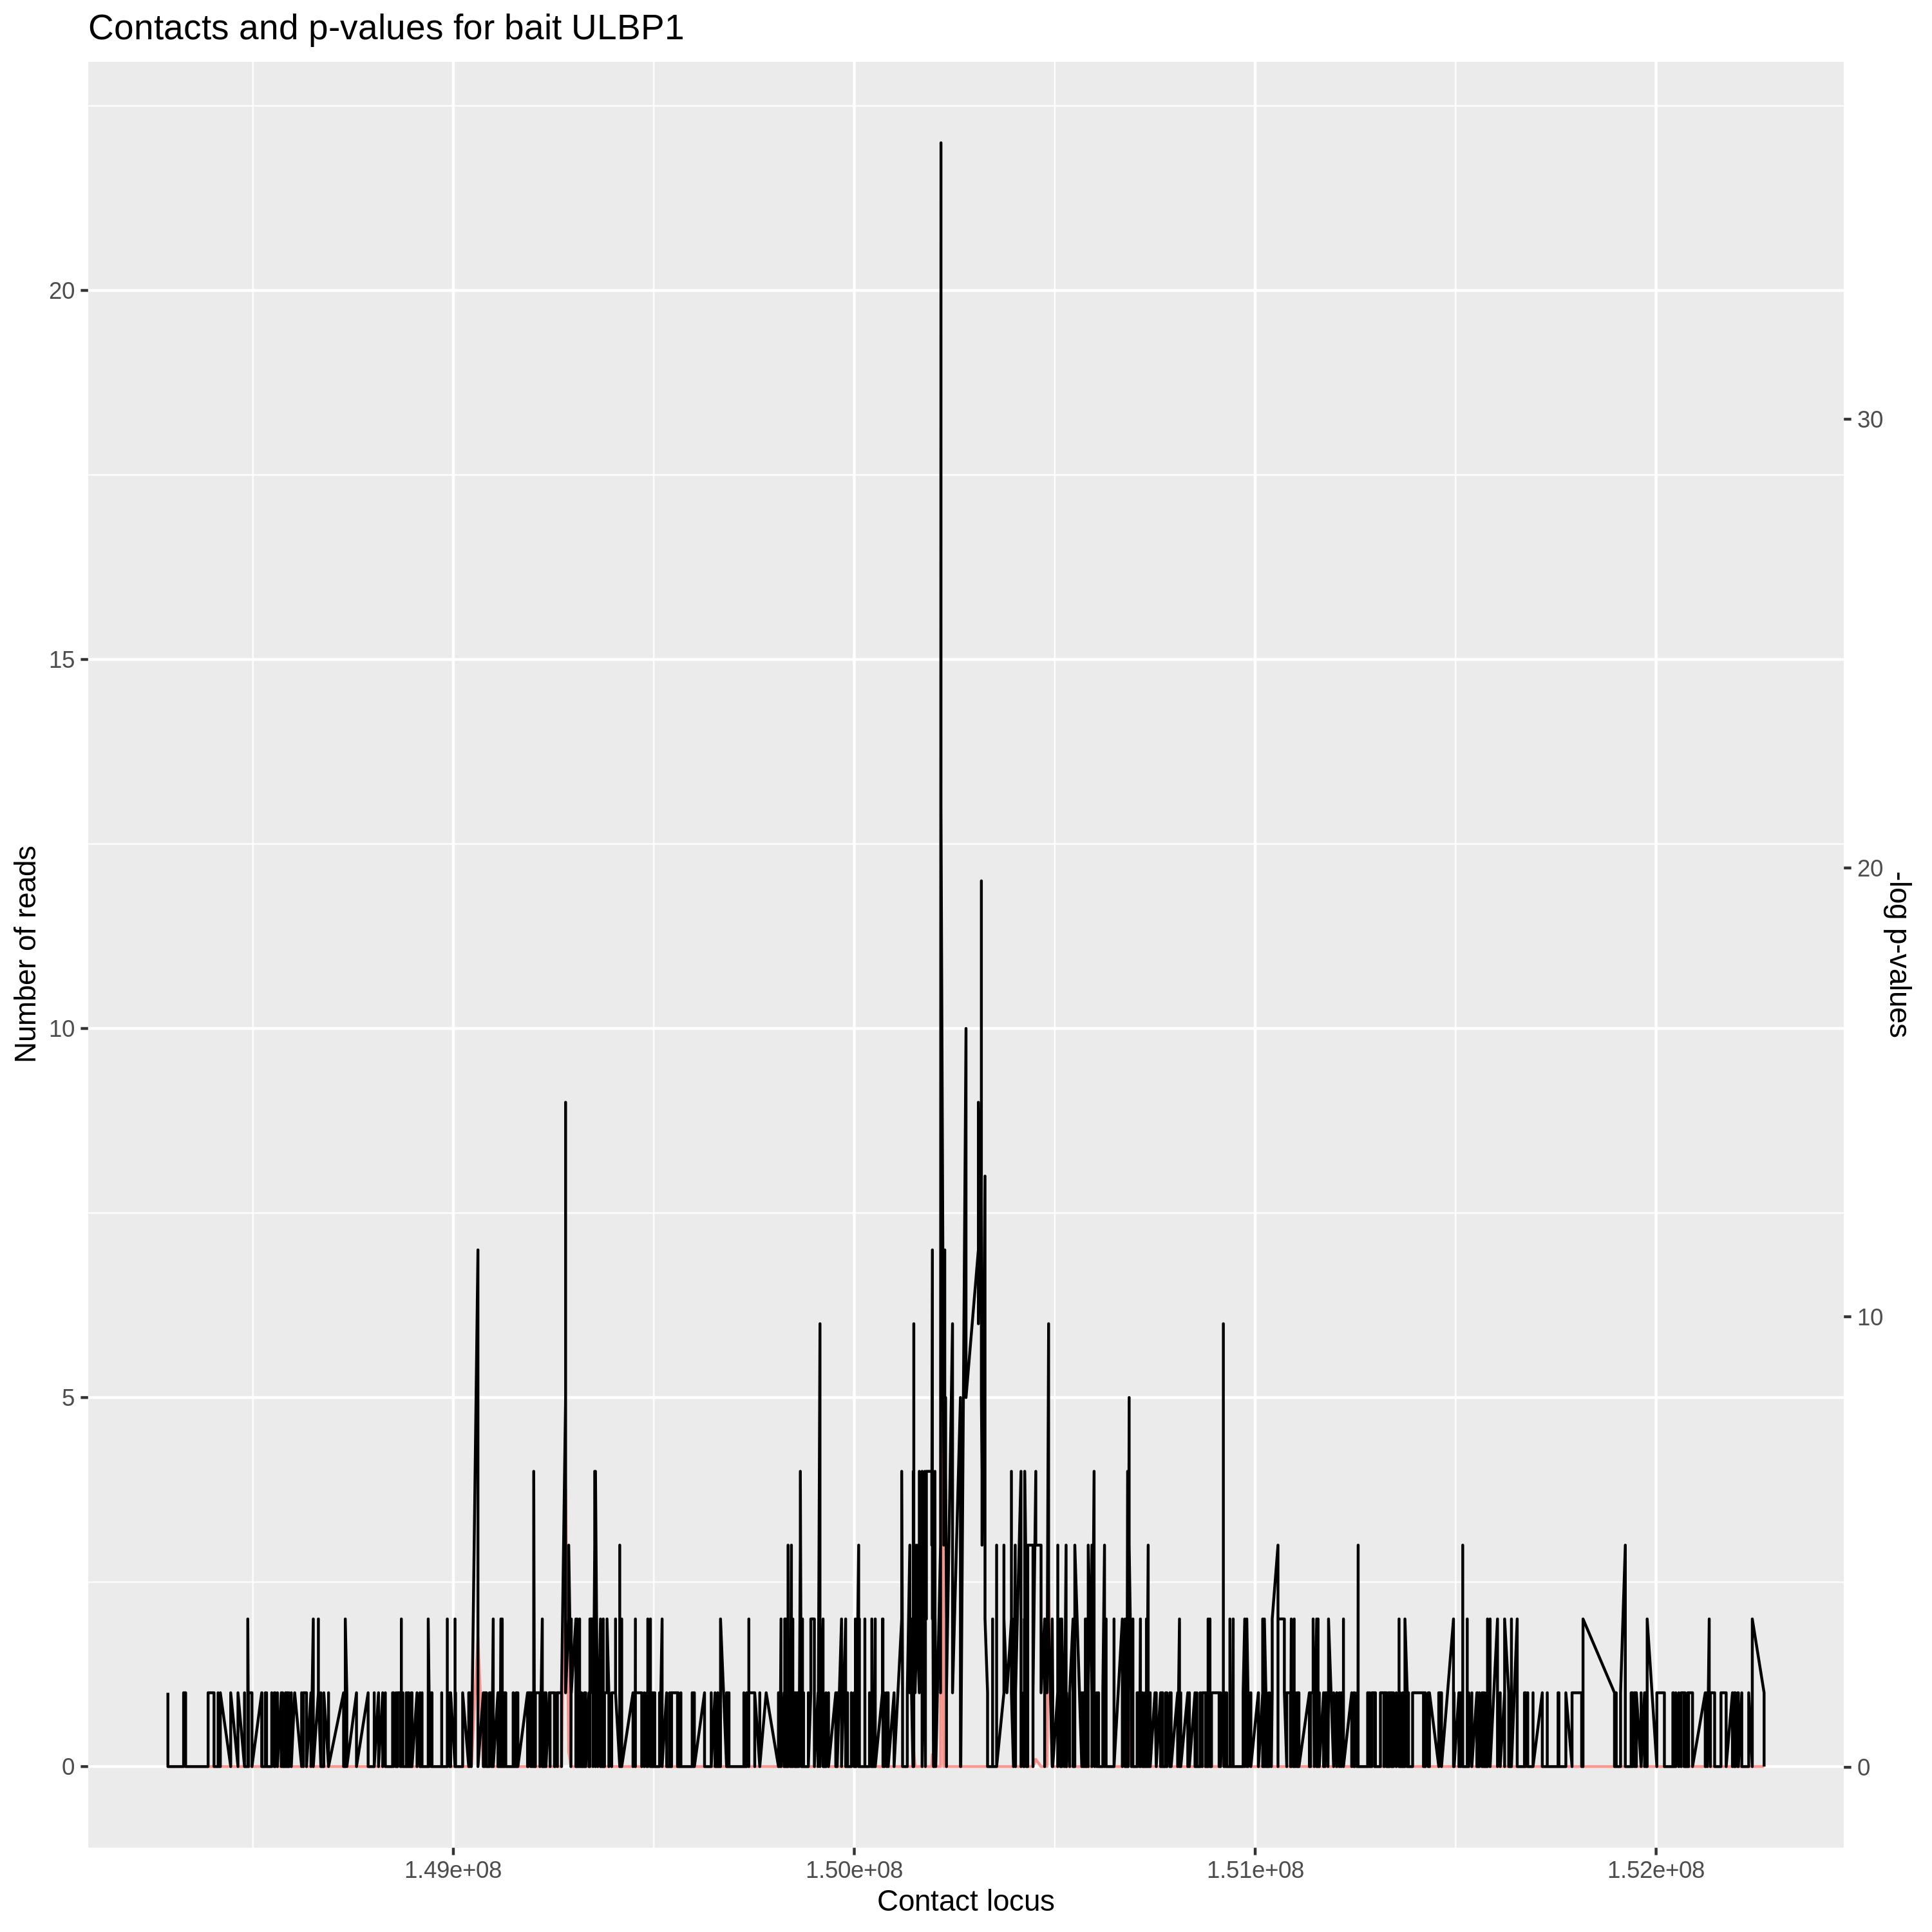 Contacts and p-values for bait ULBP1
Number of reads
20
15
10
5
0
30
20
10
0
-log p-values
1.49e+08 1.50e+08 1.51e+08 1.52e+08
Contact locus